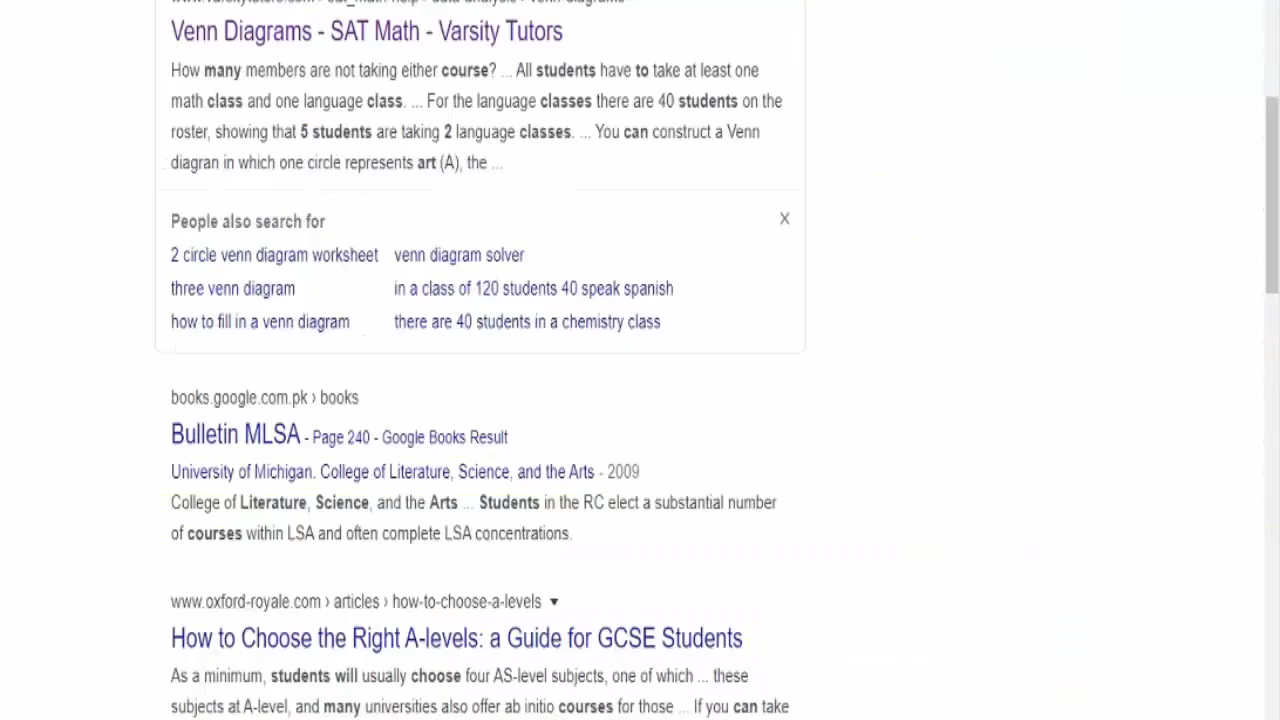 Venn Diagrams - SAT Math - Varsity Tutors
How many members are not taking either course? ... All students have to take at least one
math class and one language class. ... For the language classes there are 40 students on the
roster, showing that 5 students are taking 2 language classes. ... You can construct a Venn
diagran in which one circle represents art (A), the ...
People also search for
X
2 circle venn diagram worksheet venn diagram solver
three venn diagram in a class of 120 students 40 speak spanish
how to fill in a venn diagram there are 40 students in a chemistry class
books.google.com.pk › books
Bulletin MLSA - Page 240 - Google Books Result
University of Michigan. College of Literature, Science, and the Arts - 2009
College of Literature, Science, and the Arts ... Students in the RC elect a substantial number
of courses within LSA and often complete LSA concentrations.
www.oxford-royale.com › articles › how-to-choose-a-levels
How to Choose the Right A-levels: a Guide for GCSE Students
As a minimum, students will usually choose four AS-level subjects, one of which ... these
subjects at A-level, and many universities also offer ab initio courses for those ... If you can take